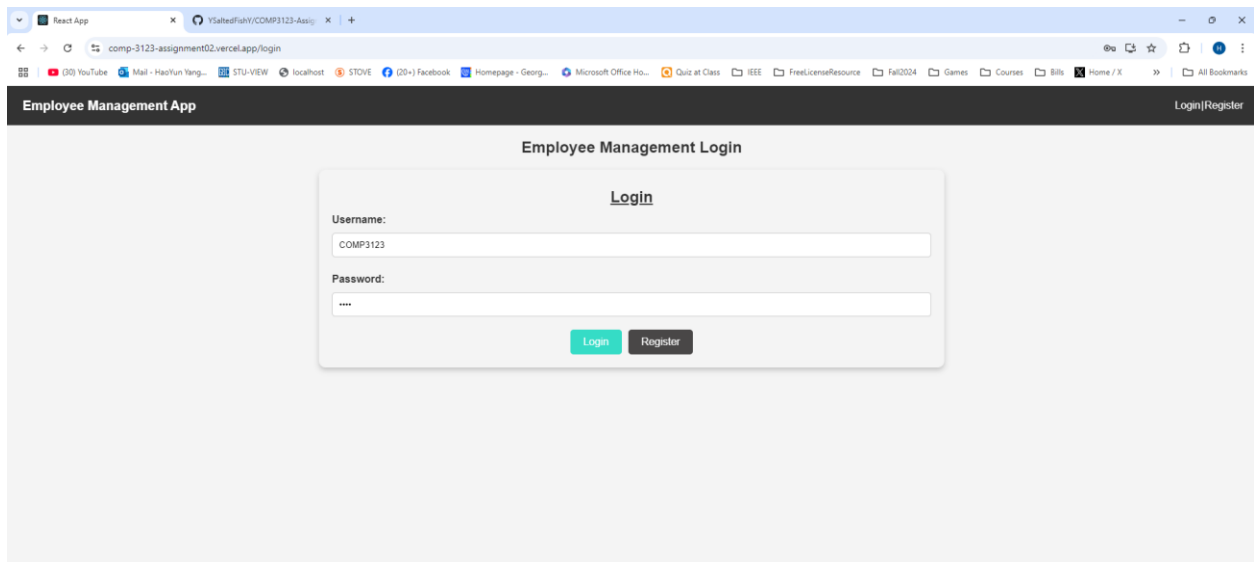 React App
YSaltedFishY/COMP3123-Assig
comp-3123-assignment02.vercel.app/login
(30) YouTube Mail - HaoYun Yang... STU-VIEW localhost STOVE (20+) Facebook Homepage - Georg... Microsoft Office Ho... Quiz at Class IEEE FreeLicenseResource Fall2024 Games Courses Bills Home / X » All Bookmarks
Employee Management App
Login|Register
Employee Management Login
Login
Username:
COMP3123
Password:
••••
Login Register